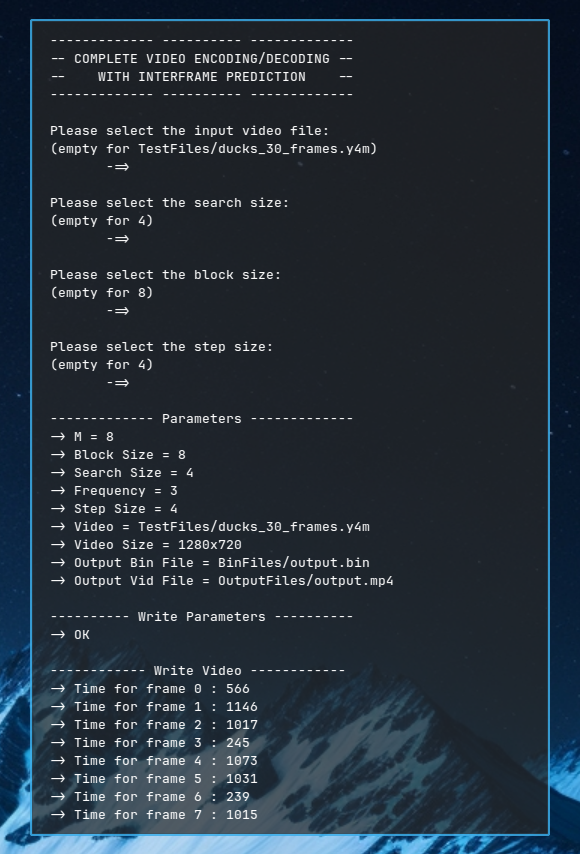 ------------- ---------- -------------
-- COMPLETE VIDEO ENCODING/DECODING --
--    WITH INTERFRAME PREDICTION    --
------------- ---------- -------------
Please select the input video file:
(empty for TestFiles/ducks_30_frames.y4m)
-=>
Please select the search size:
(empty for 4)
-=>
Please select the block size:
(empty for 8)
-=>
Please select the step size:
(empty for 4)
-=>
------------- Parameters -------------
-> M = 8
-> Block Size = 8
-> Search Size = 4
-> Frequency = 3
-> Step Size = 4
-> Video = TestFiles/ducks_30_frames.y4m
-> Video Size = 1280x720
-> Output Bin File = BinFiles/output.bin
-> Output Vid File = OutputFiles/output.mp4
---------- Write Parameters ----------
-> OK
------------ Write Video ------------
-> Time for frame 0 : 566
-> Time for frame 1 : 1146
-> Time for frame 2 : 1017
-> Time for frame 3 : 245
-> Time for frame 4 : 1073
-> Time for frame 5 : 1031
-> Time for frame 6 : 239
-> Time for frame 7 : 1015